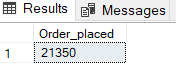 Results Messages
Order_placed
1 21350